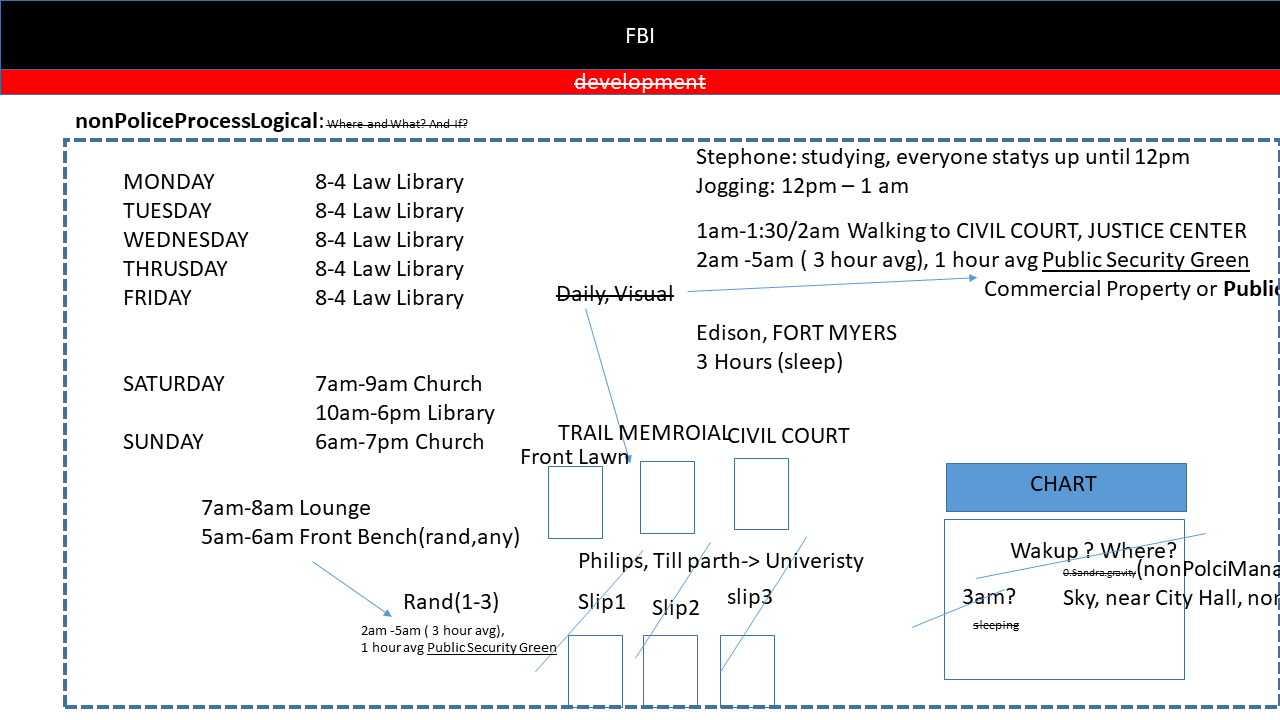 FBI
development
nonPoliceProcessLogical: Where and What? And If?
Stephone: studying, everyone statys up until 12pm
Jogging: 12pm – 1 am
MONDAY 8-4 Law Library
TUESDAY 8-4 Law Library
WEDNESDAY 8-4 Law Library
THRUSDAY 8-4 Law Library
FRIDAY 8-4 Law Library
1am-1:30/2am Walking to CIVIL COURT, JUSTICE CENTER
2am -5am ( 3 hour avg), 1 hour avg Public Security Green
Daily, Visual
Commercial Property or Public
Edison, FORT MYERS
3 Hours (sleep)
SATURDAY 7am-9am Church
10am-6pm Library
SUNDAY 6am-7pm Church
TRAIL MEMROIAL
CIVIL COURT
Front Lawn
7am-8am Lounge
5am-6am Front Bench(rand,any)
Rand(1-3)
2am -5am ( 3 hour avg),
1 hour avg Public Security Green
Philips, Till parth-> Univeristy
Slip1
Slip2
slip3
CHART
Wakup ? Where?
0.Sandra.gravity(nonPolciMana
3am?
Sky, near City Hall, nor
sleeping